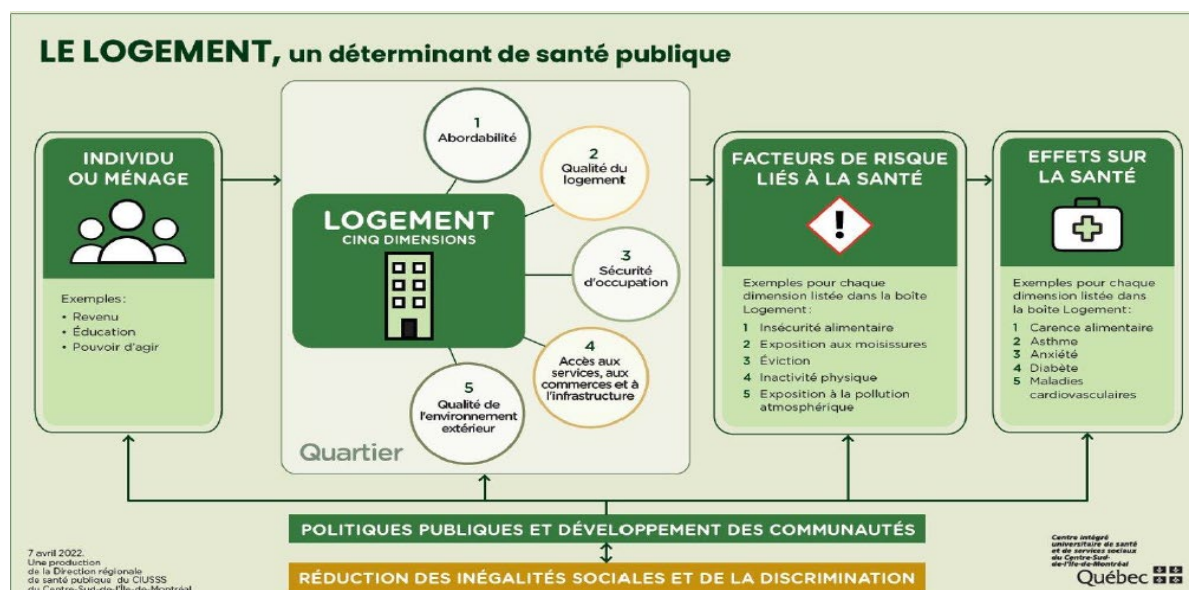 LE LOGEMENT, un déterminant de santé publique
INDIVIDU
OU MÉNAGE
Exemples:
• Revenu
• Éducation
• Pouvoir d'agir
LOGEMENT
CINQ DIMENSIONS
1
Abordabilité
2
Qualité du
logement
3
Sécurité
d'occupation
4
Accès aux
services, aux
commerces et à
l'infrastructure
5
Qualité de
l'environnement
extérieur
Quartier
FACTEURS DE RISQUE
LIÉS À LA SANTÉ
!
Exemples pour chaque
dimension listée dans la boîte
Logement:
1 Insécurité alimentaire
2 Exposition aux moisissures
3 Éviction
4 Inactivité physique
5 Exposition à la pollution
atmosphérique
EFFETS SUR
LA SANTÉ
Exemples pour chaque
dimension listée dans
la boîte Logement:
1 Carence alimentaire
2 Asthme
3 Anxiété
4 Diabète
5 Maladies
cardiovasculaires
POLITIQUES PUBLIQUES ET DÉVELOPPEMENT DES COMMUNAUTÉS
RÉDUCTION DES INÉGALITÉS SOCIALES ET DE LA DISCRIMINATION
7 avril 2022.
Une production
de la Direction régionale
de santé publique du CIUSSS
du Centre-Sud-de-l'Île-de-Montréal
Centre intégré
universitaire de santé
et de services sociaux
du Centre-Sud-
de-l'Île-de-Montréal
Québec